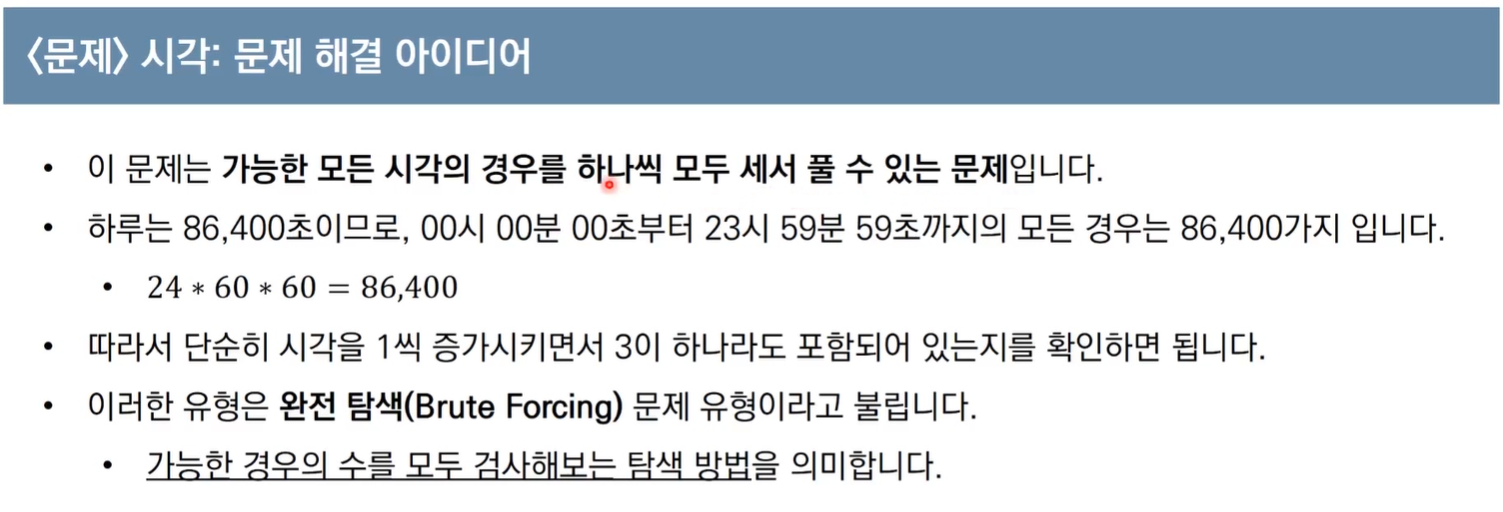 <문제> 시각: 문제 해결 아이디어
• 이 문제는 가능한 모든 시각의 경우를 하나씩 모두 세서 풀 수 있는 문제입니다.
• 하루는 86,400초이므로, 00시 00분 00초부터 23시 59분 59초까지의 모든 경우는 86,400가지 입니다.
• 24 ∗ 60 ∗ 60 = 86,400
• 따라서 단순히 시각을 1씩 증가시키면서 3이 하나라도 포함되어 있는지를 확인하면 됩니다.
• 이러한 유형은 완전 탐색(Brute Forcing) 문제 유형이라고 불립니다.
• 가능한 경우의 수를 모두 검사해보는 탐색 방법을 의미합니다.